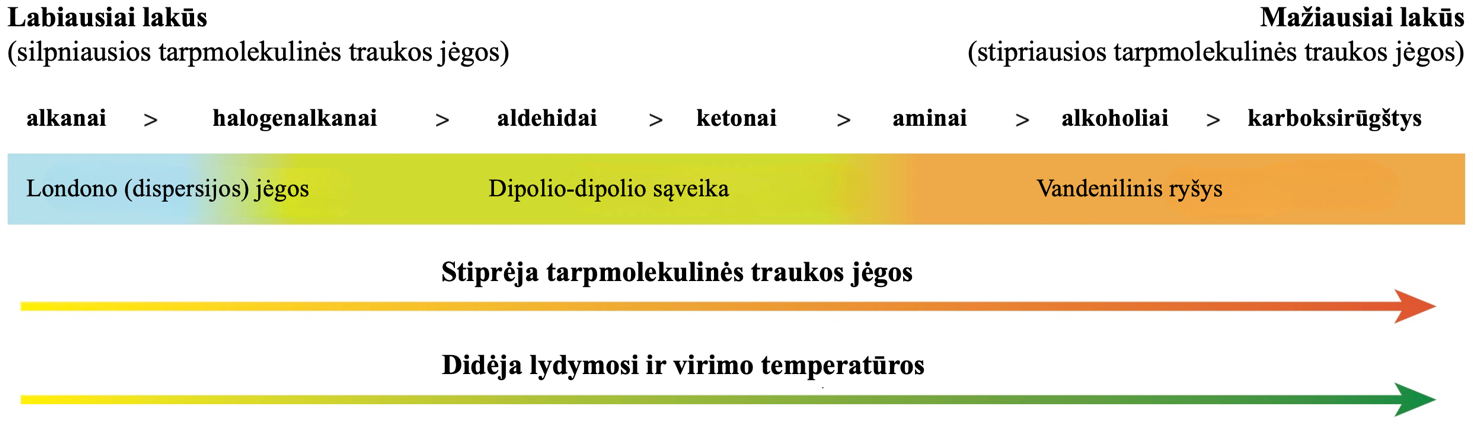 Labiausiai lakūs
(silpniausios tarpmolekulinės traukos jėgos)
Mažiausiai lakūs
(stipriausios tarpmolekulinės traukos jėgos)
alkanai > halogenalkanai > aldehidai > ketonai > aminai > alkoholiai > karboksirūgštys
Londono (dispersijos) jėgos
Dipolio-dipolio sąveika
Vandenilinis ryšys
Stiprėja tarpmolekulinės traukos jėgos
Didėja lydymosi ir virimo temperatūros